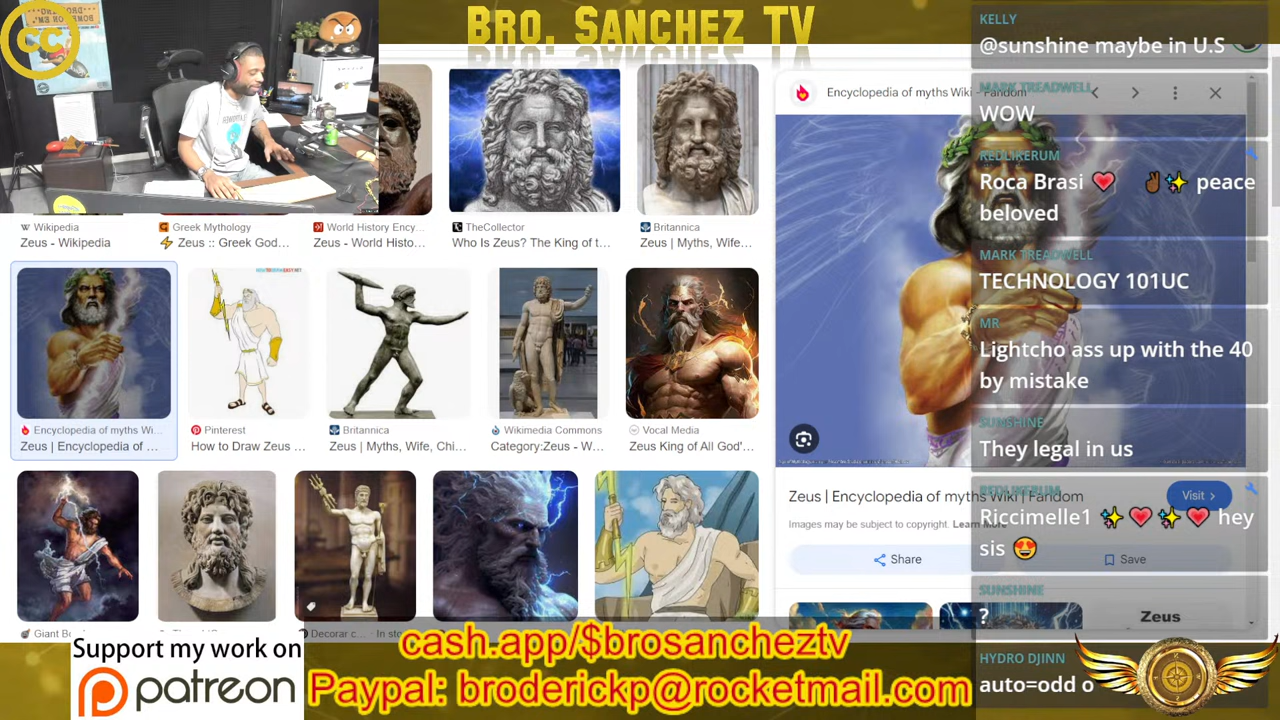 BRO. SANCHEZ TV
CC
Encyclopedia of myths Wiki - Fandom
W Wikipedia
Zeus - Wikipedia
Greek Mythology
Zeus :: Greek God...
World History Ency...
Zeus - World Histo...
TheCollector
Who Is Zeus? The King of t...
Britannica
Zeus | Myths, Wife...
Encyclopedia of myths Wi...
Zeus | Encyclopedia of ...
Pinterest
How to Draw Zeus ...
Britannica
Zeus | Myths, Wife, Chi...
Wikimedia Commons
Category:Zeus - W...
Vocal Media
Zeus King of All God'...
Zeus | Encyclopedia of myths Wiki | Fandom
Visit
Images may be subject to copyright. Learn More
Share
Save
Zeus
KELLY
@sunshine maybe in U.S
MARK TREADWELL
WOW
REDLIKERUM
Roca Brasi ❤️ ✌🏾✨ peace
beloved
MARK TREADWELL
TECHNOLOGY 101UC
MR
Lightcho ass up with the 40
by mistake
SUNSHINE
They legal in us
REDLIKERUM
Riccimelle1 ✨❤️✨❤️ hey
sis 😍
SUNSHINE
?
HYDRO DJINN
auto=odd o
Support my work on
patreon
cash.app/$brosancheztv
Paypal: broderickp@rocketmail.com